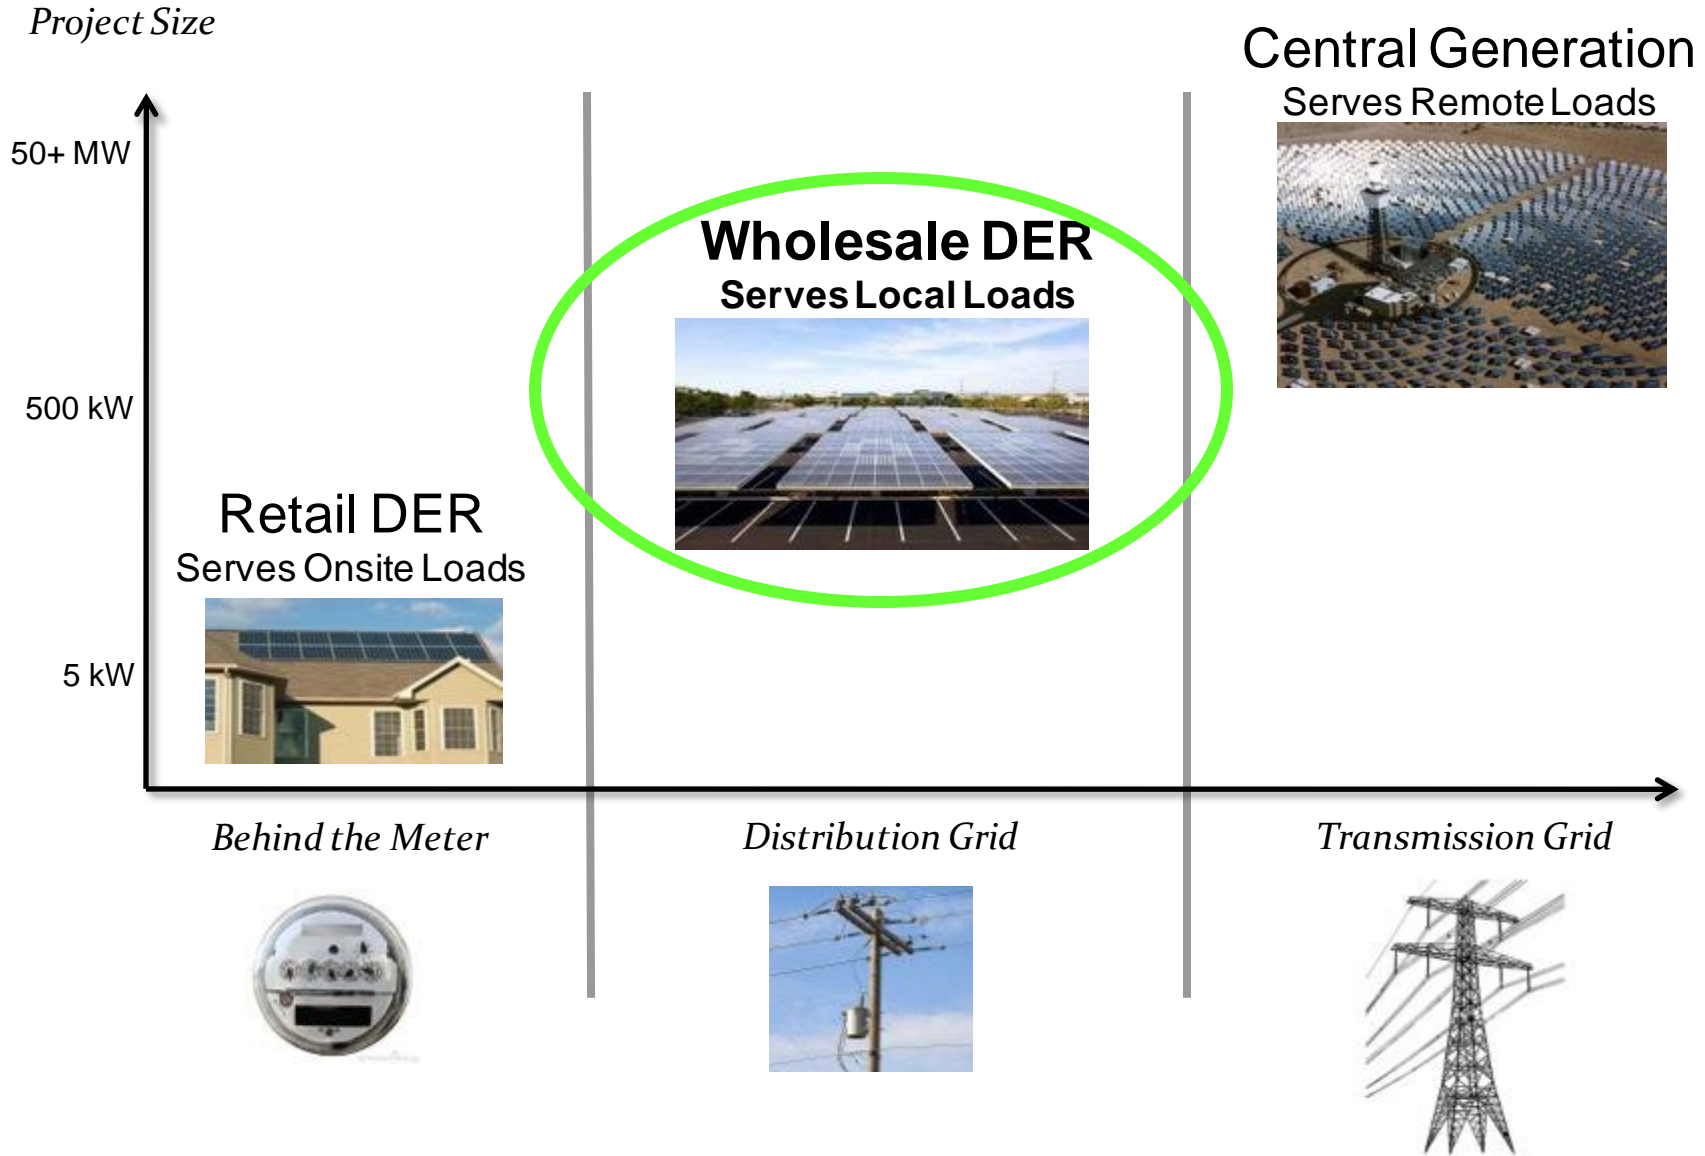 Project Size
Central Generation
Serves Remote Loads
50+ MW
Wholesale DER
Serves Local Loads
500 kW
Retail DER
Serves Onsite Loads
5 kW
Behind the Meter
Distribution Grid
Transmission Grid